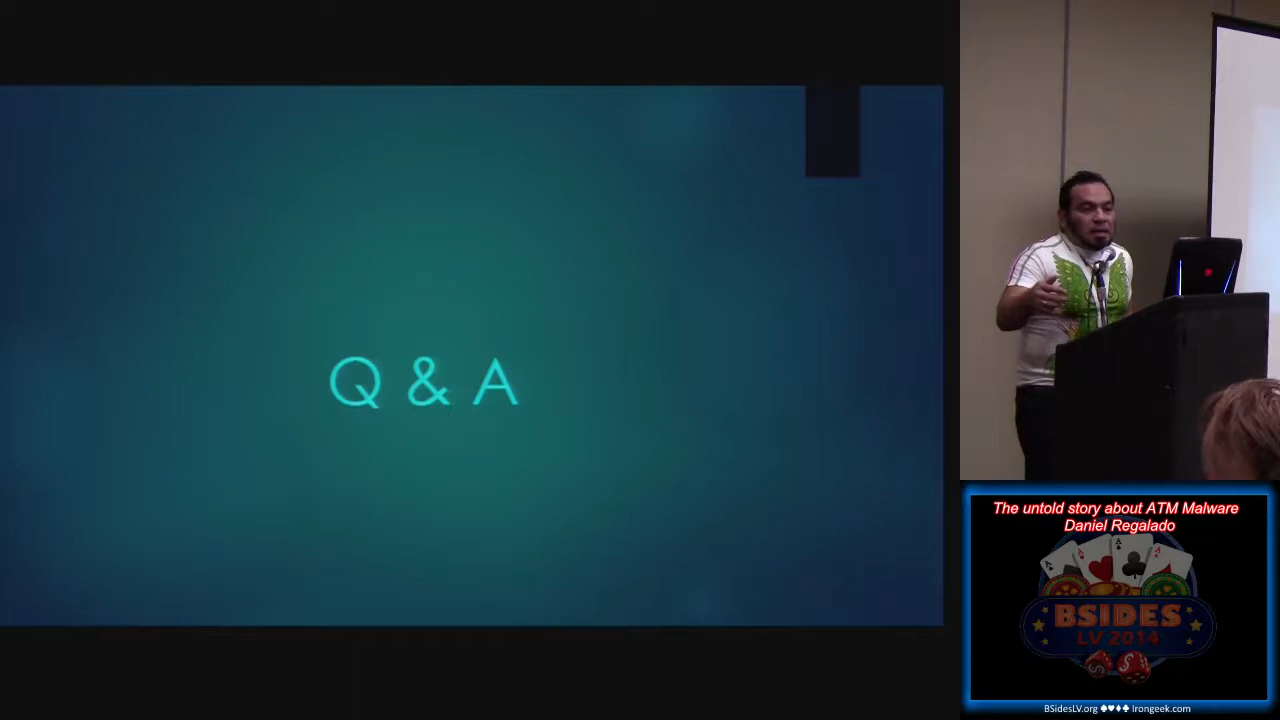 Q & A
The untold story about ATM Malware
Daniel Regalado
BSIDES
LV 2014
BSidesLV.org ♠♥♦♣ Irongeek.com